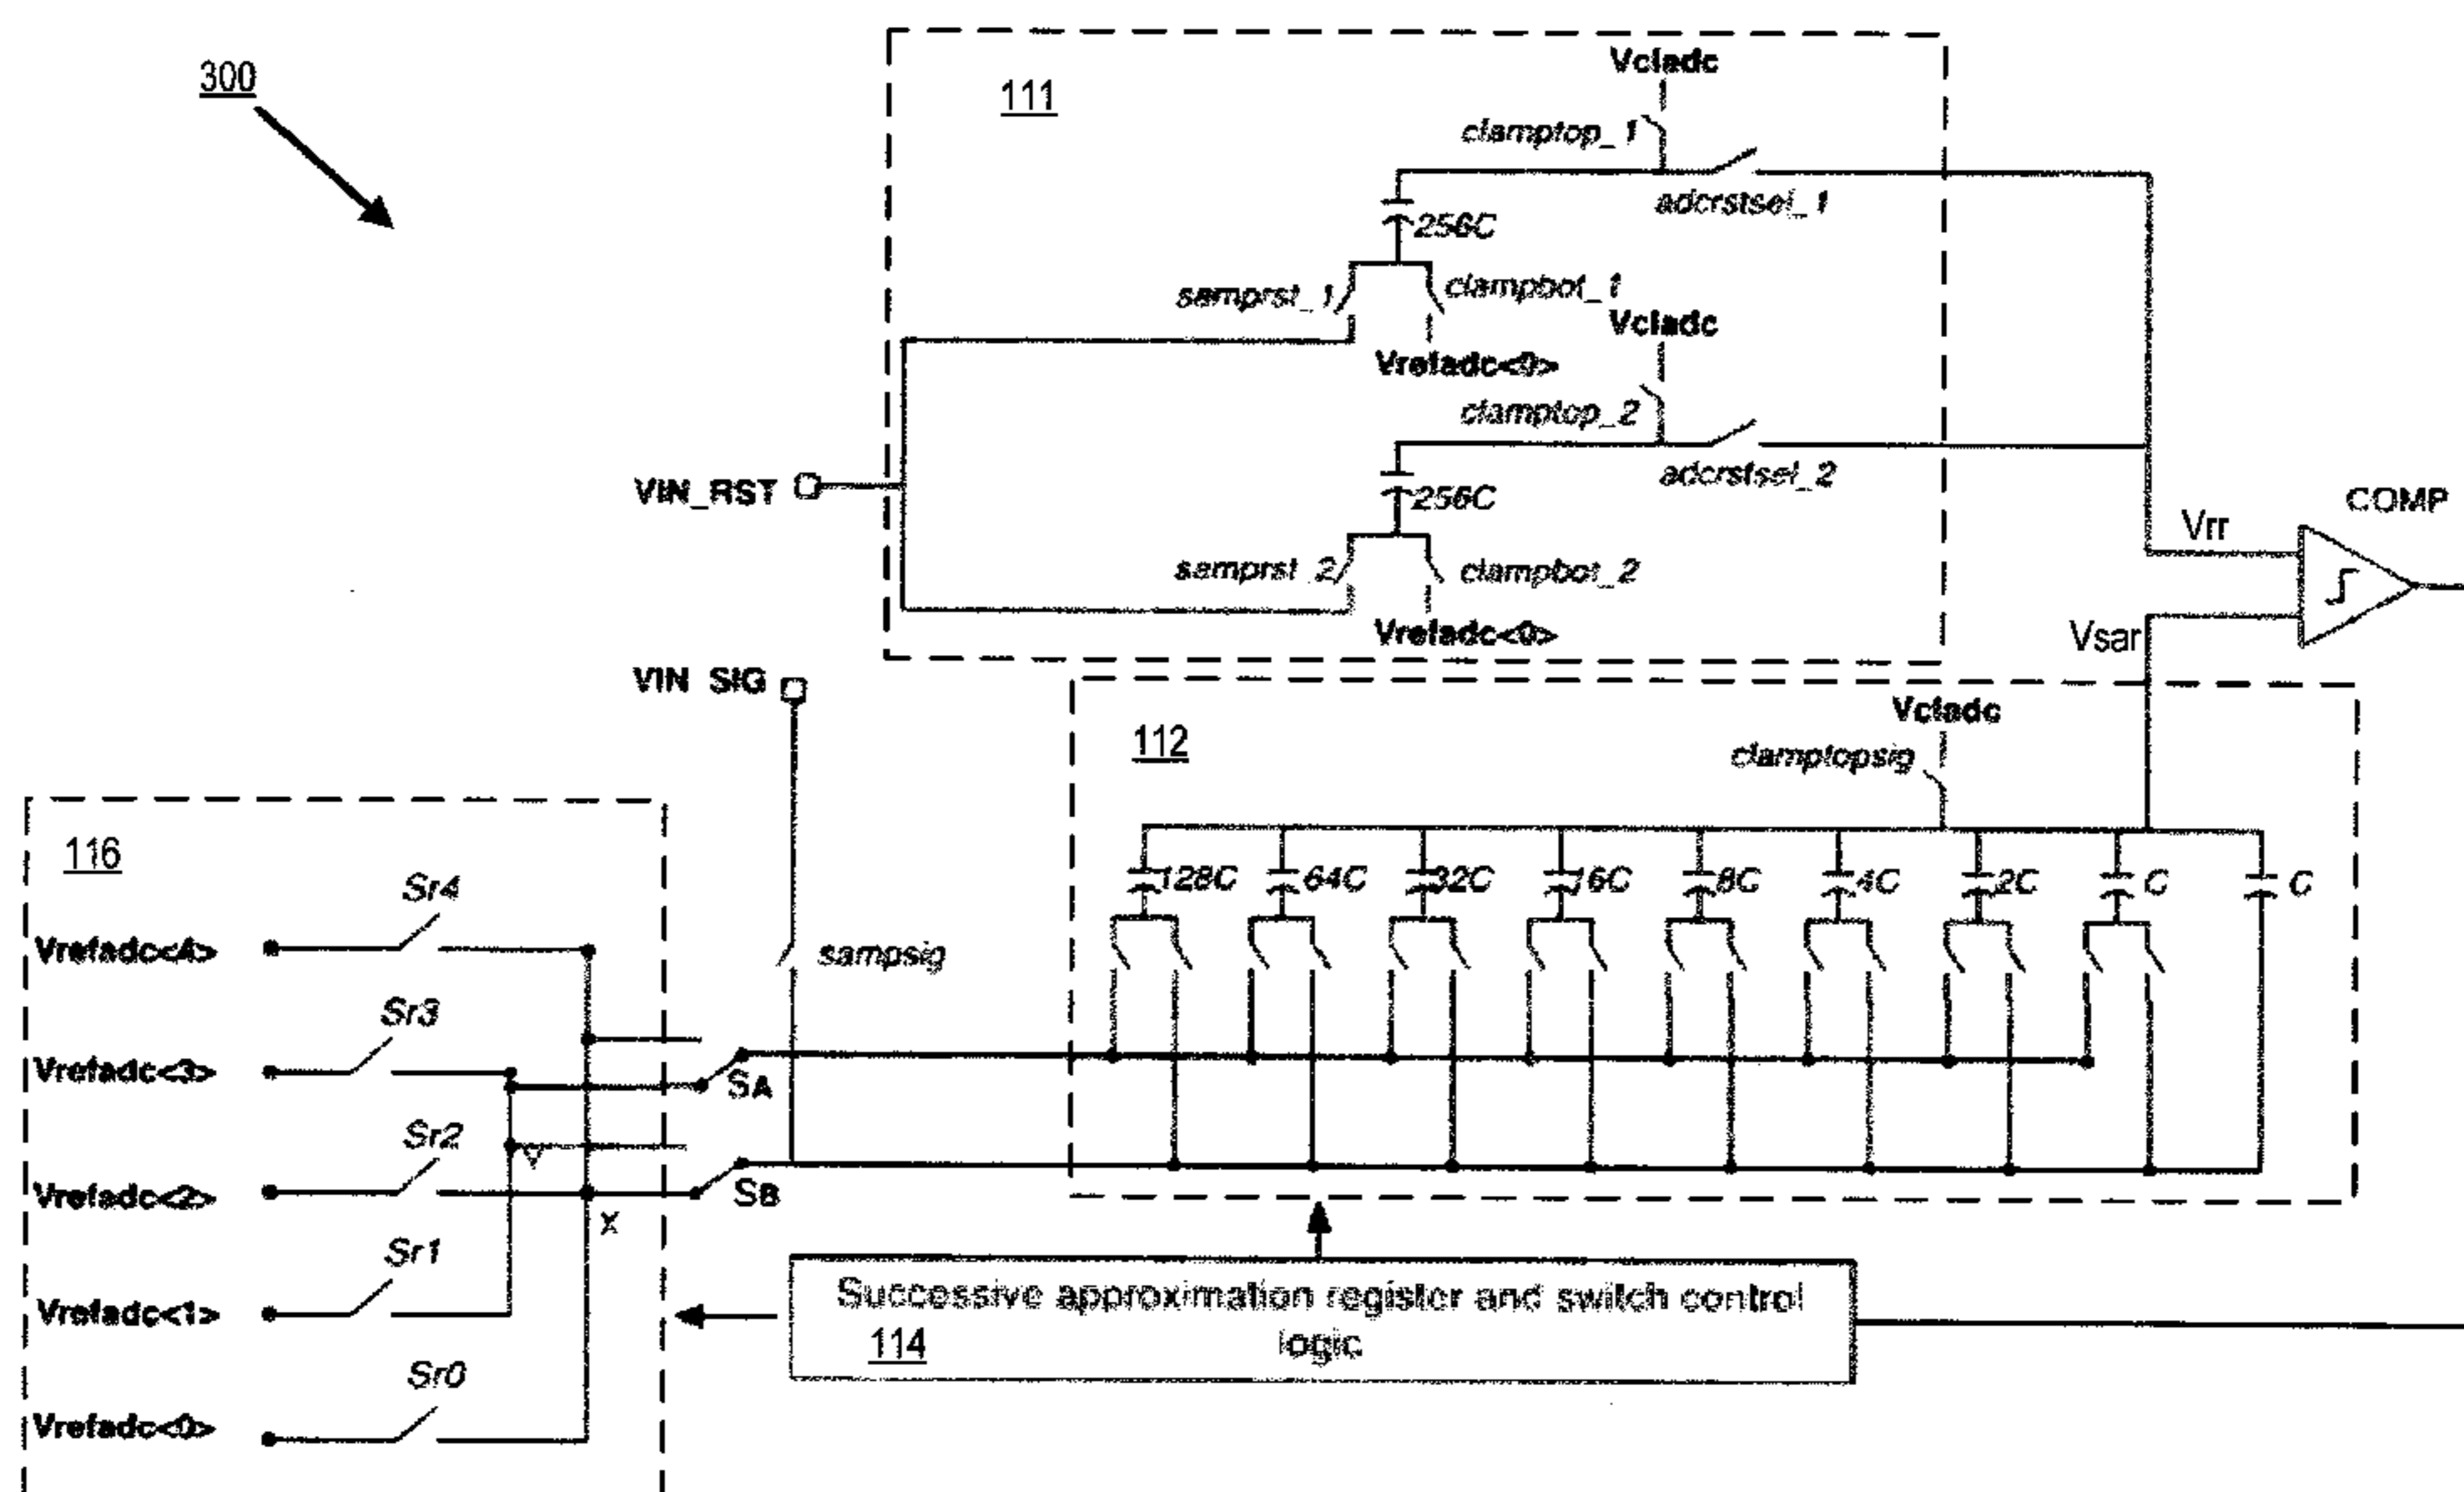 300
111
Vcladc
clamptop_1
adcrstsel_1
256C
samprst_1
clampbot_1
Vrefadc<0>
Vcladc
clamptop_2
adcrstsel_2
256C
samprst_2
clampbot_2
Vrefadc<0>
VIN_RST
COMP
Vrr
Vsar
VIN_SIG
sampsig
112
Vcladc
clamptopsig
128C
64C
32C
16C
8C
4C
2C
C
C
116
Sr4
Vrefadc<4>
Sr3
Vrefadc<3>
SA
Sr2
Y
Vrefadc<2>
SB
X
Sr1
Vrefadc<1>
Sr0
Vrefadc<0>
Successive approximation register and switch control
logic
114